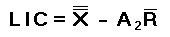 LIC = X̿ - A₂R̅